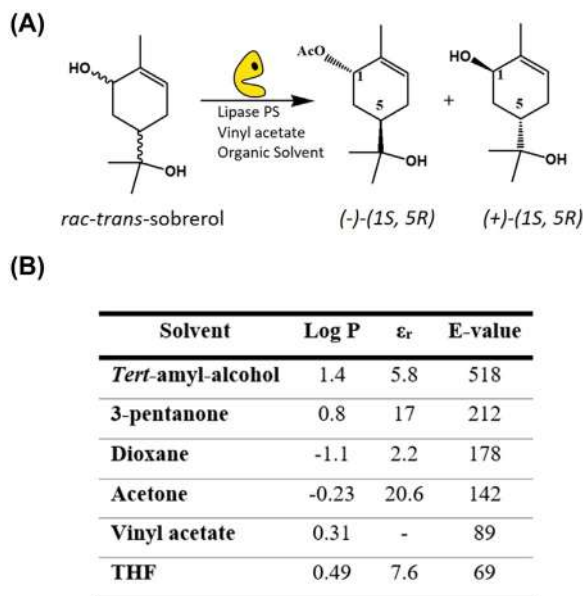 (A)
HO
AcO
1
5
HO
1
5
Lipase PS
Vinyl acetate
Organic Solvent
+
OH
OH
OH
rac-trans-sobrerol
(-)-(1S, 5R)
(+)-(1S, 5R)
(B)
Solvent Log P εr E-value
Tert-amyl-alcohol 1.4 5.8 518
3-pentanone 0.8 17 212
Dioxane -1.1 2.2 178
Acetone -0.23 20.6 142
Vinyl acetate 0.31 - 89
THF 0.49 7.6 69